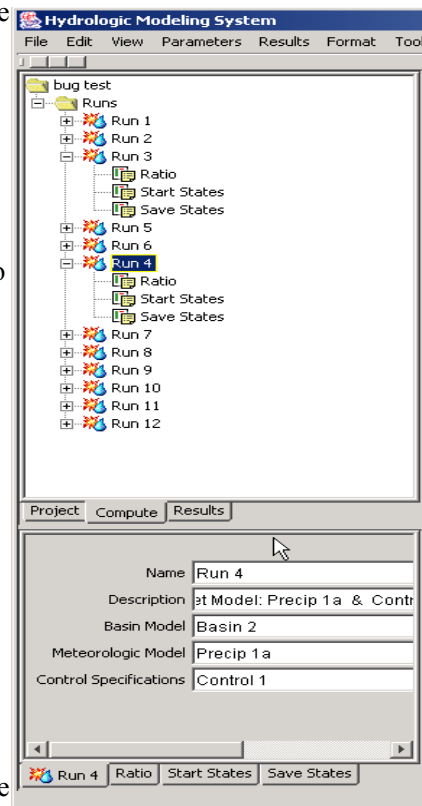 e
Hydrologic Modeling System
File Edit View Parameters Results Format Tool
bug test
Runs
Run 1
Run 2
Run 3
Ratio
Start States
Save States
Run 5
Run 6
Run 4
Ratio
Start States
Save States
Run 7
Run 8
Run 9
Run 10
Run 11
Run 12
Project Compute Results
Name Run 4
Description et Model: Precip 1a & Contr
Basin Model Basin 2
Meteorologic Model Precip 1a
Control Specifications Control 1
Run 4 Ratio Start States Save States
e